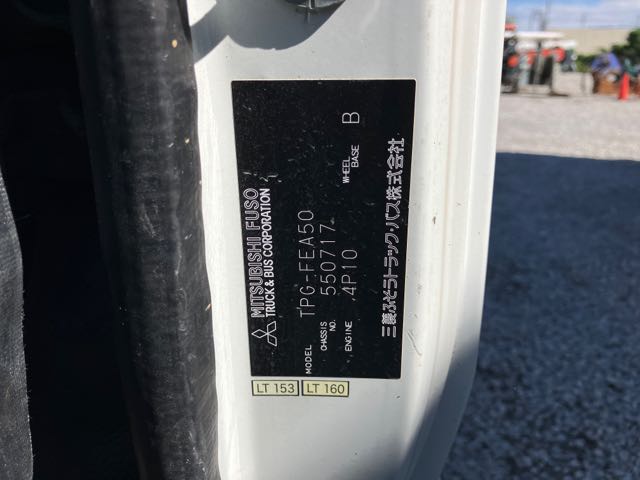 MITSUBISHI FUSO
TRUCK & BUS CORPORATION
MODEL TPG-FEA50
CHASSIS NO. 550717
ENGINE 4P10 WHEEL BASE B
三菱ふそうトラック・バス株式会社
LT 153 LT 160